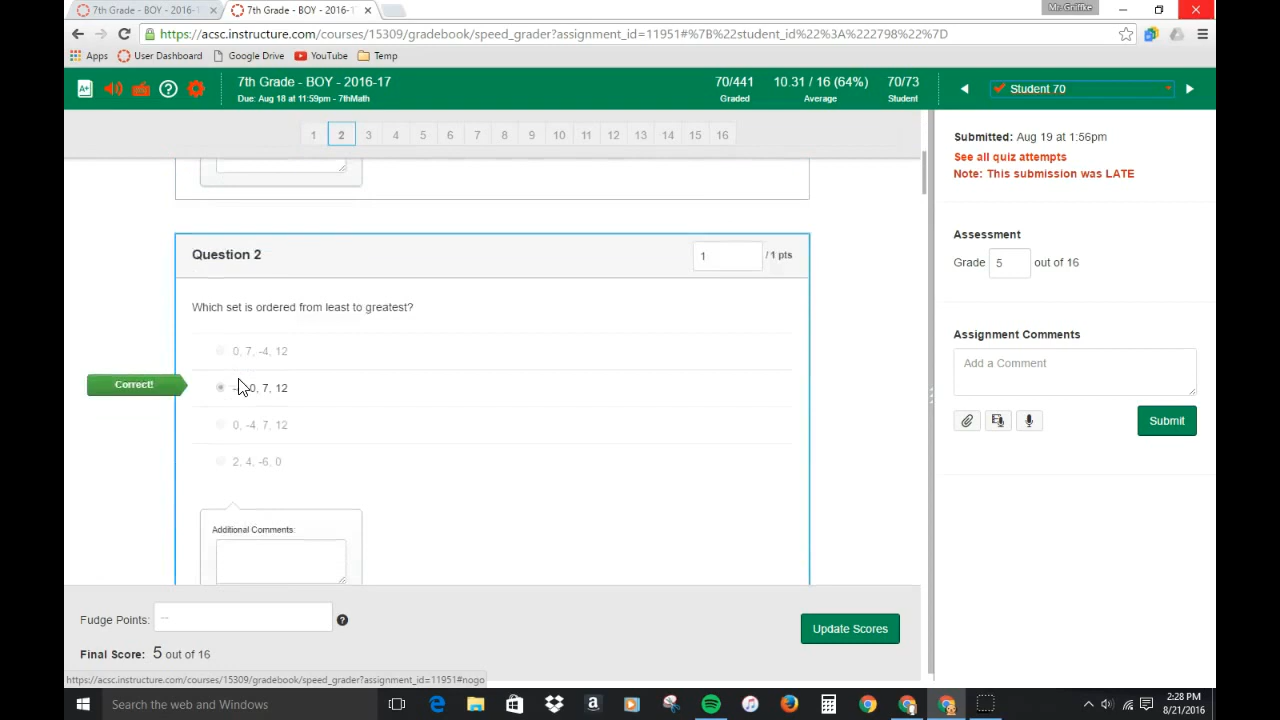 7th Grade - BOY - 2016-1
7th Grade - BOY - 2016-1
Mr. Griffie
https://acsc.instructure.com/courses/15309/gradebook/speed_grader?assignment_id=11951#%7B%22student_id%22%3A%222798%22%7D
Apps User Dashboard Google Drive YouTube Temp
7th Grade - BOY - 2016-17
Due: Aug 18 at 11:59pm - 7thMath
70/441
Graded
10.31 / 16 (64%)
Average
70/73
Student
Student 70
1 2 3 4 5 6 7 8 9 10 11 12 13 14 15 16
Submitted: Aug 19 at 1:56pm
See all quiz attempts
Note: This submission was LATE
Assessment
Grade 5 out of 16
Assignment Comments
Add a Comment
Submit
Question 2
1 / 1 pts
Which set is ordered from least to greatest?
0, 7, -4, 12
Correct!
0, 7, 12
0, -4, 7, 12
2, 4, -6, 0
Additional Comments:
Fudge Points: --
Update Scores
Final Score: 5 out of 16
https://acsc.instructure.com/courses/15309/gradebook/speed_grader?assignment_id=11951#nogo
Search the web and Windows
2:28 PM
8/21/2016